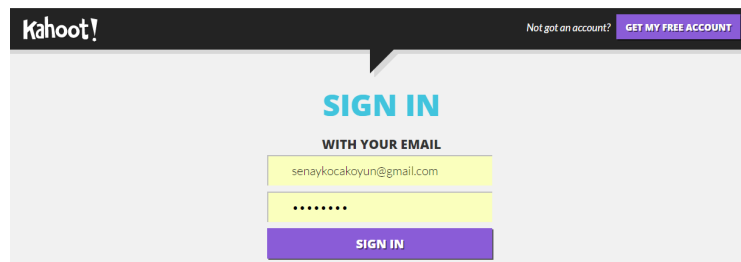 Kahoot!
Not got an account? GET MY FREE ACCOUNT
SIGN IN
WITH YOUR EMAIL
senaykocakoyun@gmail.com
••••••••
SIGN IN